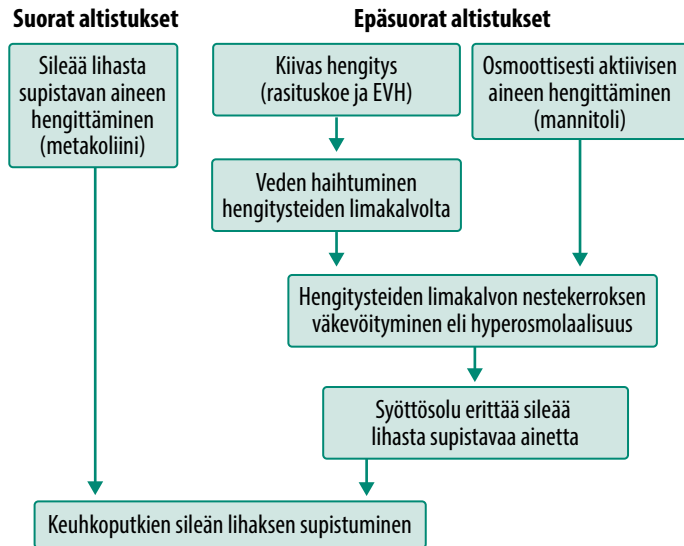 Suorat altistukset
Epäsuorat altistukset
Sileää lihasta
supistavan aineen
hengittäminen
(metakoliini)
Kiivas hengitys
(rasituskoe ja EVH)
Osmoottisesti aktiivisen
aineen hengittäminen
(mannitoli)
Veden haihtuminen
hengitysteiden limakalvolta
Hengitysteiden limakalvon nestekerroksen
väkevöityminen eli hyperosmolaalisuus
Syöttösolu erittää sileää
lihasta supistavaa ainetta
Keuhkoputkien sileän lihaksen supistuminen